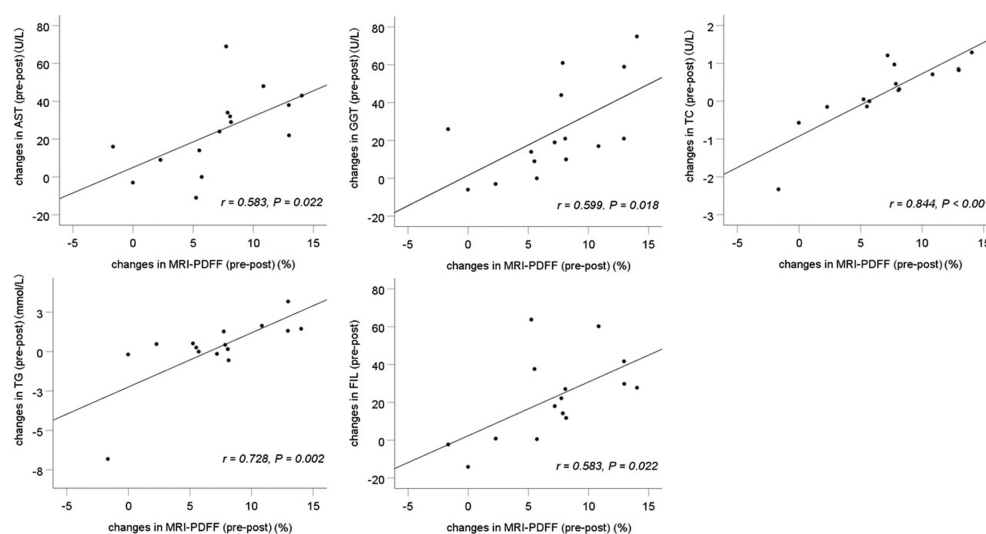 changes in AST (pre-post) (U/L)
80
60
40
20
0
-20
r = 0.583, P = 0.022
-5 0 5 10 15
changes in MRI-PDFF (pre-post) (%)
changes in GGT (pre-post) (U/L)
80
60
40
20
0
-20
r = 0.599. P = 0.018
-5 0 5 10 15
changes in MRI-PDFF (pre-post) (%)
changes in TC (pre-post) (U/L)
2
1
0
-1
-2
-3
r = 0.844, P < 0.00
-5 0 5 10 15
changes in MRI-PDFF (pre-post) (%)
changes in TG (pre-post) (mmol/L)
3
0
-3
-5
-8
r = 0.728, P = 0.002
-5 0 5 10 15
changes in MRI-PDFF (pre-post) (%)
changes in FIL (pre-post)
80
60
40
20
0
-20
r = 0.583, P = 0.022
-5 0 5 10 15
changes in MRI-PDFF (pre-post) (%)